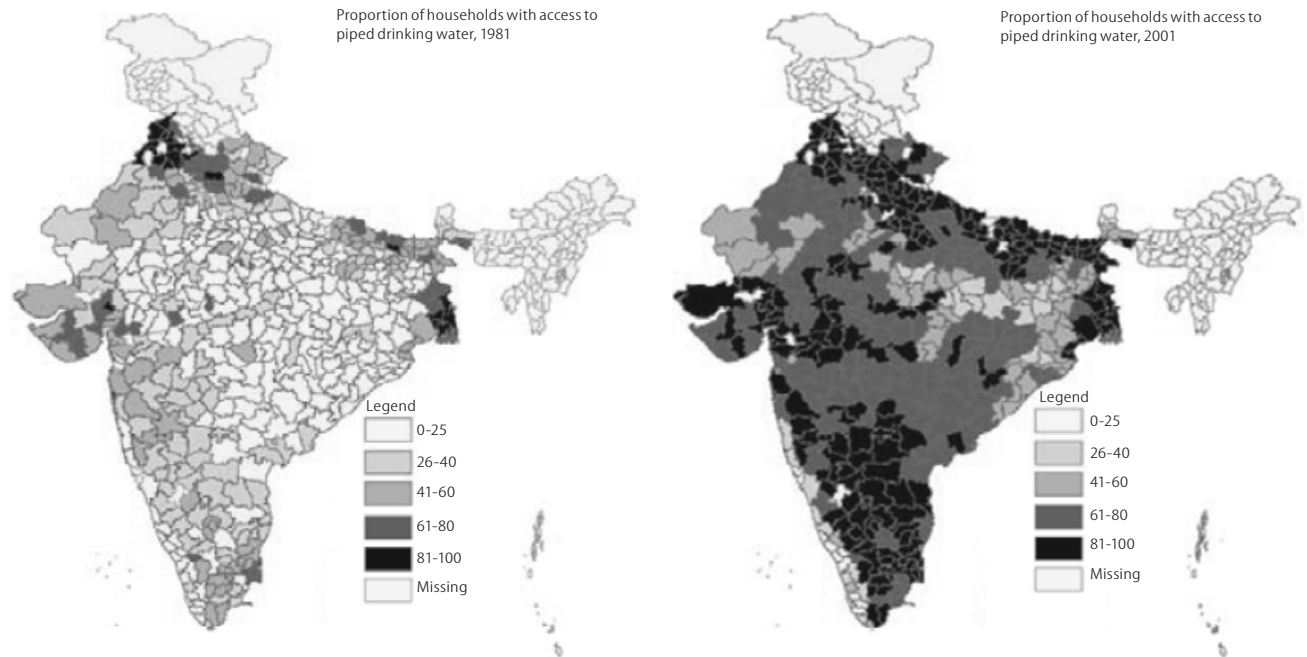 Proportion of households with access to
piped drinking water, 1981
Legend
0-25
26-40
41-60
61-80
81-100
Missing
Proportion of households with access to
piped drinking water, 2001
Legend
0-25
26-40
41-60
61-80
81-100
Missing